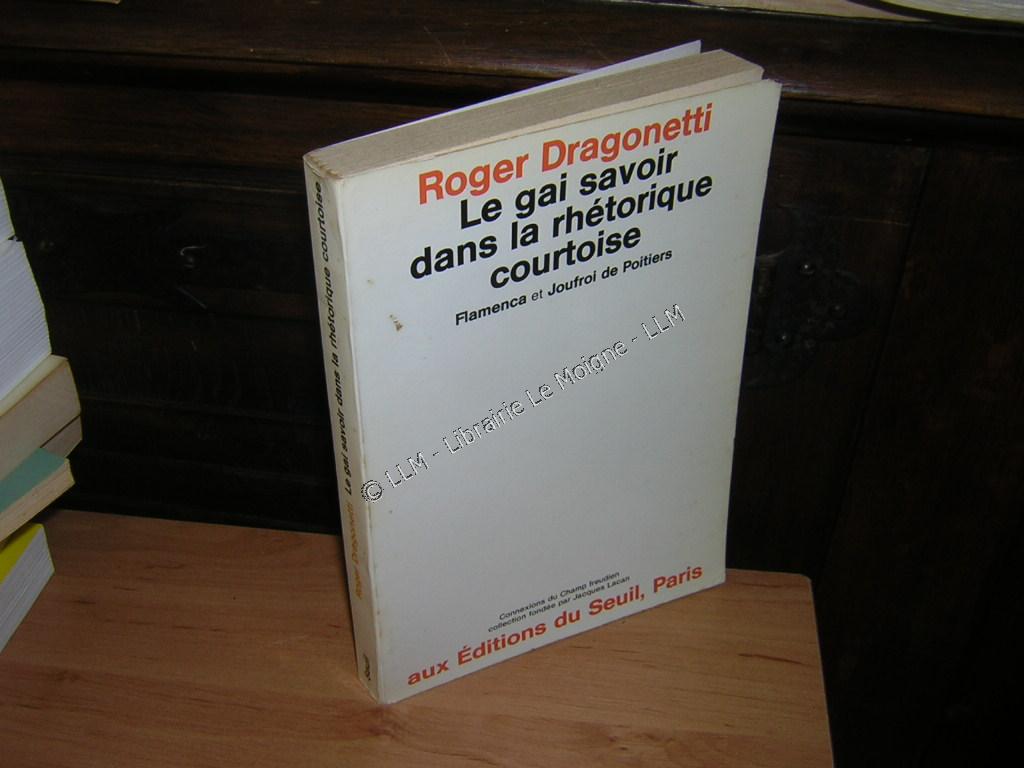 Roger Dragonetti
Le gai savoir
dans la rhétorique
courtoise
Flamenca et Joufroi de Poitiers
© LLM - Librairie Le Moigne - LLM
Connexions du Champ freudien
collection fondée par Jacques Lacan
aux Éditions du Seuil, Paris
Roger Dragonetti Le gai savoir dans la rhétorique courtoise
Seuil